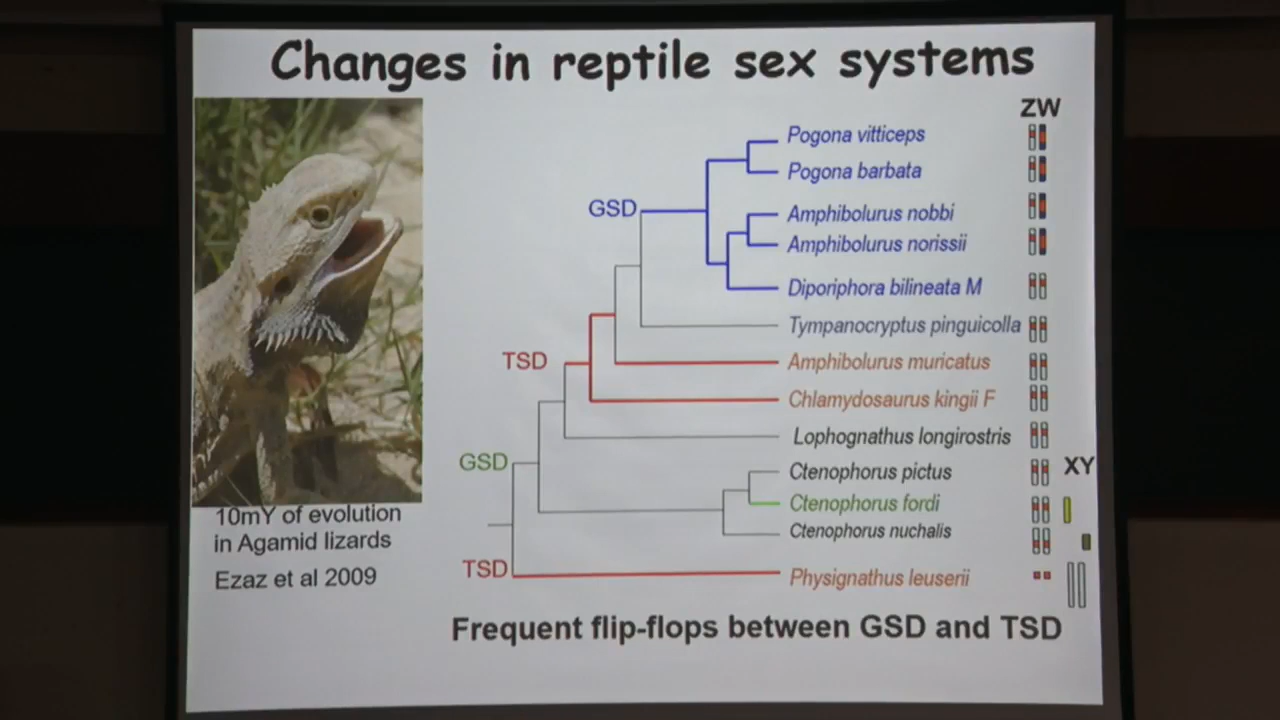 Changes in reptile sex systems
ZW
Pogona vitticeps
Pogona barbata
GSD
Amphibolurus nobbi
Amphibolurus norissii
Diporiphora bilineata M
Tympanocryptus pinguicolla
TSD
Amphibolurus muricatus
Chlamydosaurus kingii F
Lophognathus longirostris
GSD
Ctenophorus pictus
XY
Ctenophorus fordi
Ctenophorus nuchalis
TSD
Physignathus leuserii
10mY of evolution
in Agamid lizards
Ezaz et al 2009
Frequent flip-flops between GSD and TSD